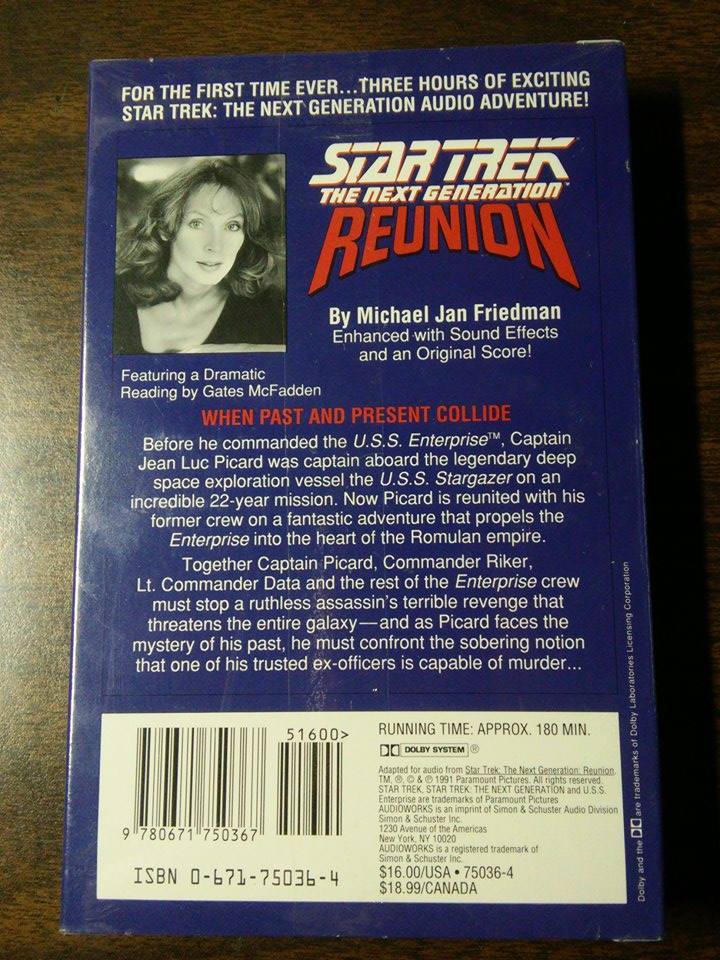 FOR THE FIRST TIME EVER...THREE HOURS OF EXCITING
STAR TREK: THE NEXT GENERATION AUDIO ADVENTURE!
STAR TREK
THE NEXT GENERATION™
REUNION
By Michael Jan Friedman
Enhanced with Sound Effects
and an Original Score!
Featuring a Dramatic
Reading by Gates McFadden
WHEN PAST AND PRESENT COLLIDE
Before he commanded the U.S.S. Enterprise™, Captain
Jean Luc Picard was captain aboard the legendary deep
space exploration vessel the U.S.S. Stargazer on an
incredible 22-year mission. Now Picard is reunited with his
former crew on a fantastic adventure that propels the
Enterprise into the heart of the Romulan empire.
Together Captain Picard, Commander Riker,
Lt. Commander Data and the rest of the Enterprise crew
must stop a ruthless assassin's terrible revenge that
threatens the entire galaxy—and as Picard faces the
mystery of his past, he must confront the sobering notion
that one of his trusted ex-officers is capable of murder...
51600>
9 780671 750367
ISBN 0-671-75036-4
RUNNING TIME: APPROX. 180 MIN.
DOLBY SYSTEM ®
Adapted for audio from Star Trek: The Next Generation: Reunion.
TM, ®, © & ℗ 1991 Paramount Pictures. All rights reserved.
STAR TREK, STAR TREK: THE NEXT GENERATION and U.S.S.
Enterprise are trademarks of Paramount Pictures
AUDIOWORKS is an imprint of Simon & Schuster Audio Division
Simon & Schuster Inc.
1230 Avenue of the Americas
New York, NY 10020
AUDIOWORKS is a registered trademark of
Simon & Schuster Inc.
$16.00/USA • 75036-4
$18.99/CANADA
Dolby and the DD are trademarks of Dolby Laboratories Licensing Corporation